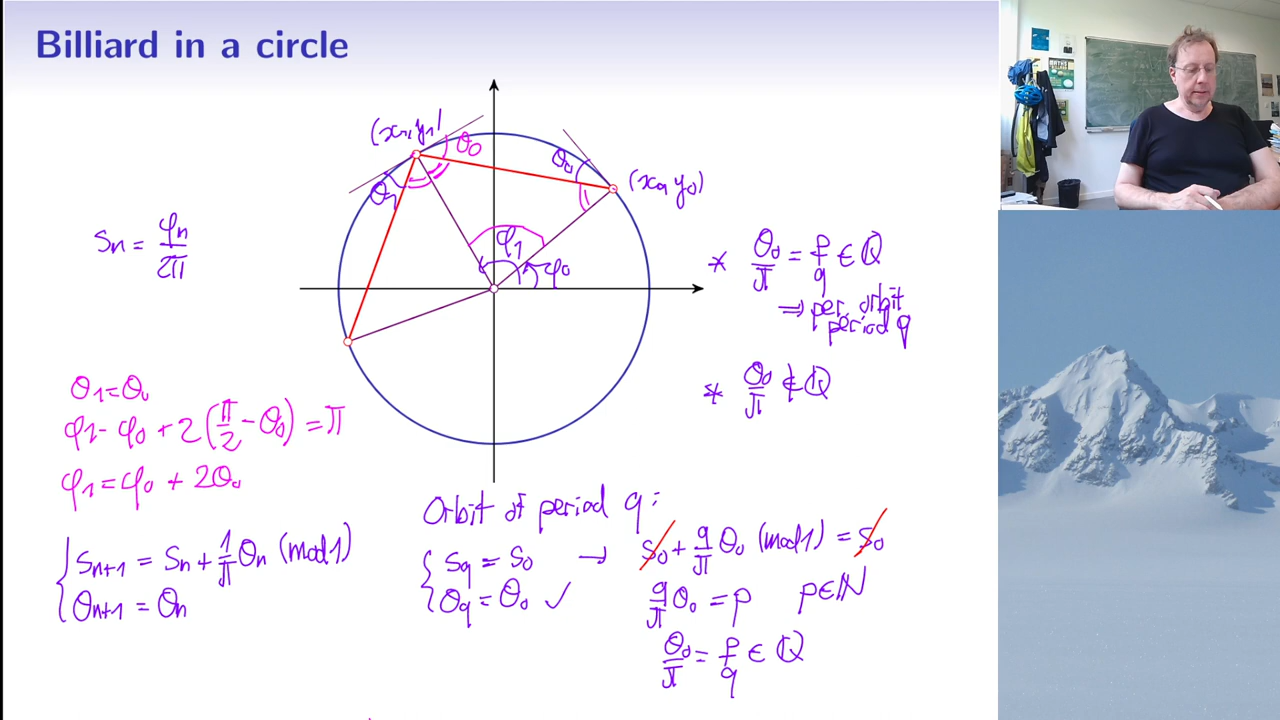 Billiard in a circle
(x₁,y₁)
θ₀
θ₀
(x₀,y₀)
θ₁
φ₁
φ₀
Sn = φn/2π
* θ₀/π = p/q ∈ ℚ
⇒ per. orbit
period q
* θ₀/π ∉ ℚ
θ₁=θ₀
φ₁- φ₀ + 2(π/2 - θ₀) = π
φ₁ = φ₀ + 2θ₀
{ Sn+1 = Sn + 1/π θn (mod 1)
θn+1 = θn
Orbit of period q:
{ Sq = S₀ → S₀ + q/π θ₀ (mod 1) = S₀
θq = θ₀ ✓
q/π θ₀ = p p∈ℕ
θ₀/π = p/q ∈ ℚ